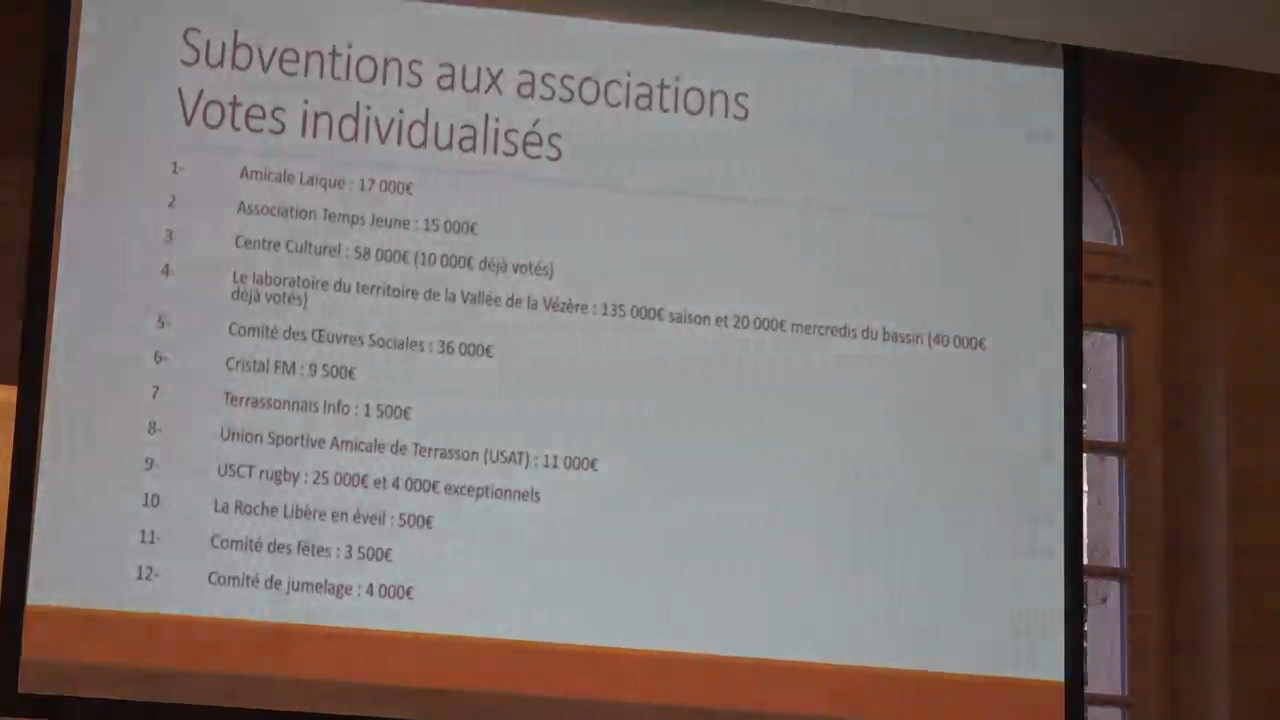 Subventions aux associations
Votes individualisés
1- Amicale Laïque : 17 000€
2 Association Temps Jeune : 15 000€
3 Centre Culturel : 58 000€ (10 000€ déjà votés)
4- Le laboratoire du territoire de la Vallée de la Vézère : 135 000€ saison et 20 000€ mercredis du bassin (40 000€
déjà votés)
5- Comité des Œuvres Sociales : 36 000€
6- Cristal FM : 9 500€
7 Terrassonnais Info : 1 500€
8- Union Sportive Amicale de Terrasson (USAT) : 11 000€
9- USCT rugby : 25 000€ et 4 000€ exceptionnels
10 La Roche Libère en éveil : 500€
11- Comité des fêtes : 3 500€
12- Comité de jumelage : 4 000€